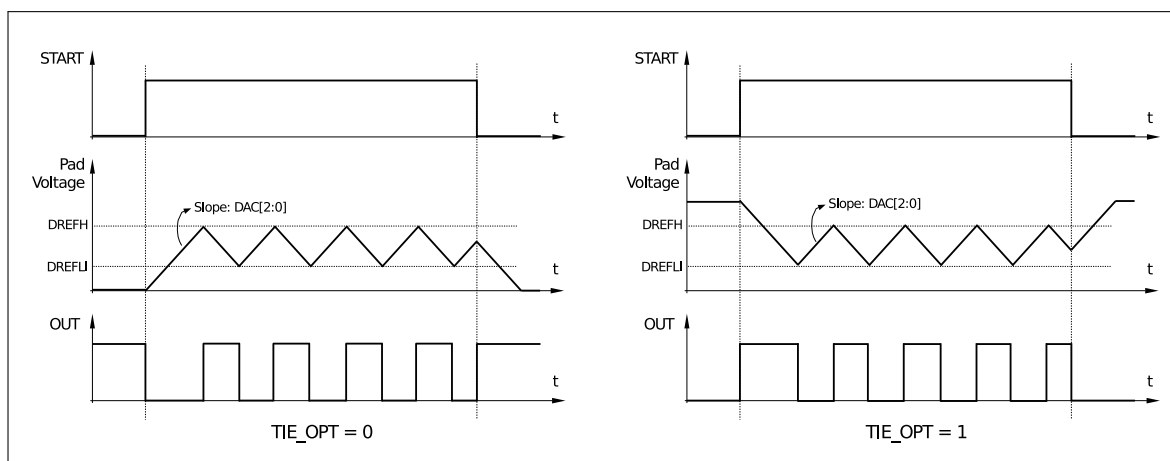 START
t
Pad
Voltage
Slope: DAC[2:0]
DREFH
DREFLI
t
OUT
t
TIE_OPT = 0
START
t
Pad
Voltage
Slope: DAC[2:0]
DREFH
DREFLI
t
OUT
t
TIE_OPT = 1